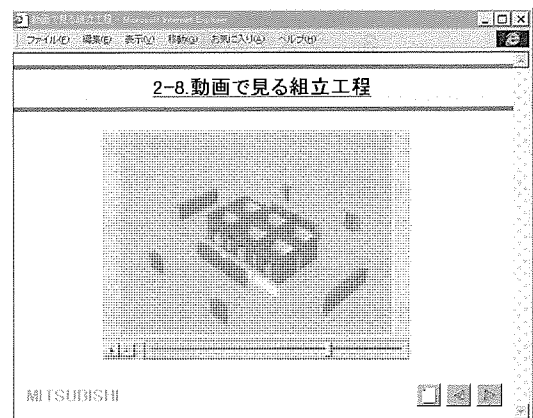 動画で見る組立工程 - Microsoft Internet Explorer
ファイル(F) 編集(E) 表示(V) 移動(G) お気に入り(A) ヘルプ(H)
2-8.動画で見る組立工程
MITSUBISHI